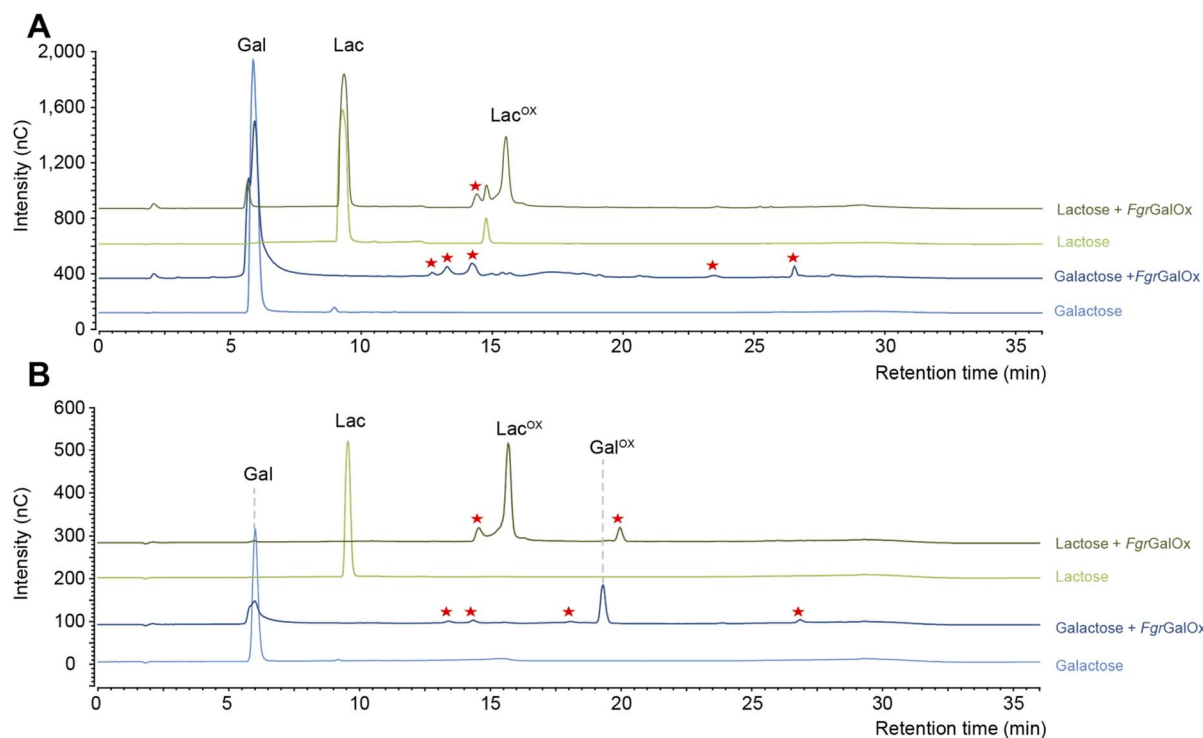 A
Gal
Lac
Lac^OX
Intensity (nC)
2,000
1,600
1,200
800
400
0
Lactose + FgrGalOx
Lactose
Galactose +FgrGalOx
Galactose
0 5 10 15 20 25 30 35
Retention time (min)
B
Lac
Lac^OX
Gal^OX
Gal
Intensity (nC)
600
500
400
300
200
100
0
Lactose + FgrGalOx
Lactose
Galactose + FgrGalOx
Galactose
0 5 10 15 20 25 30 35
Retention time (min)